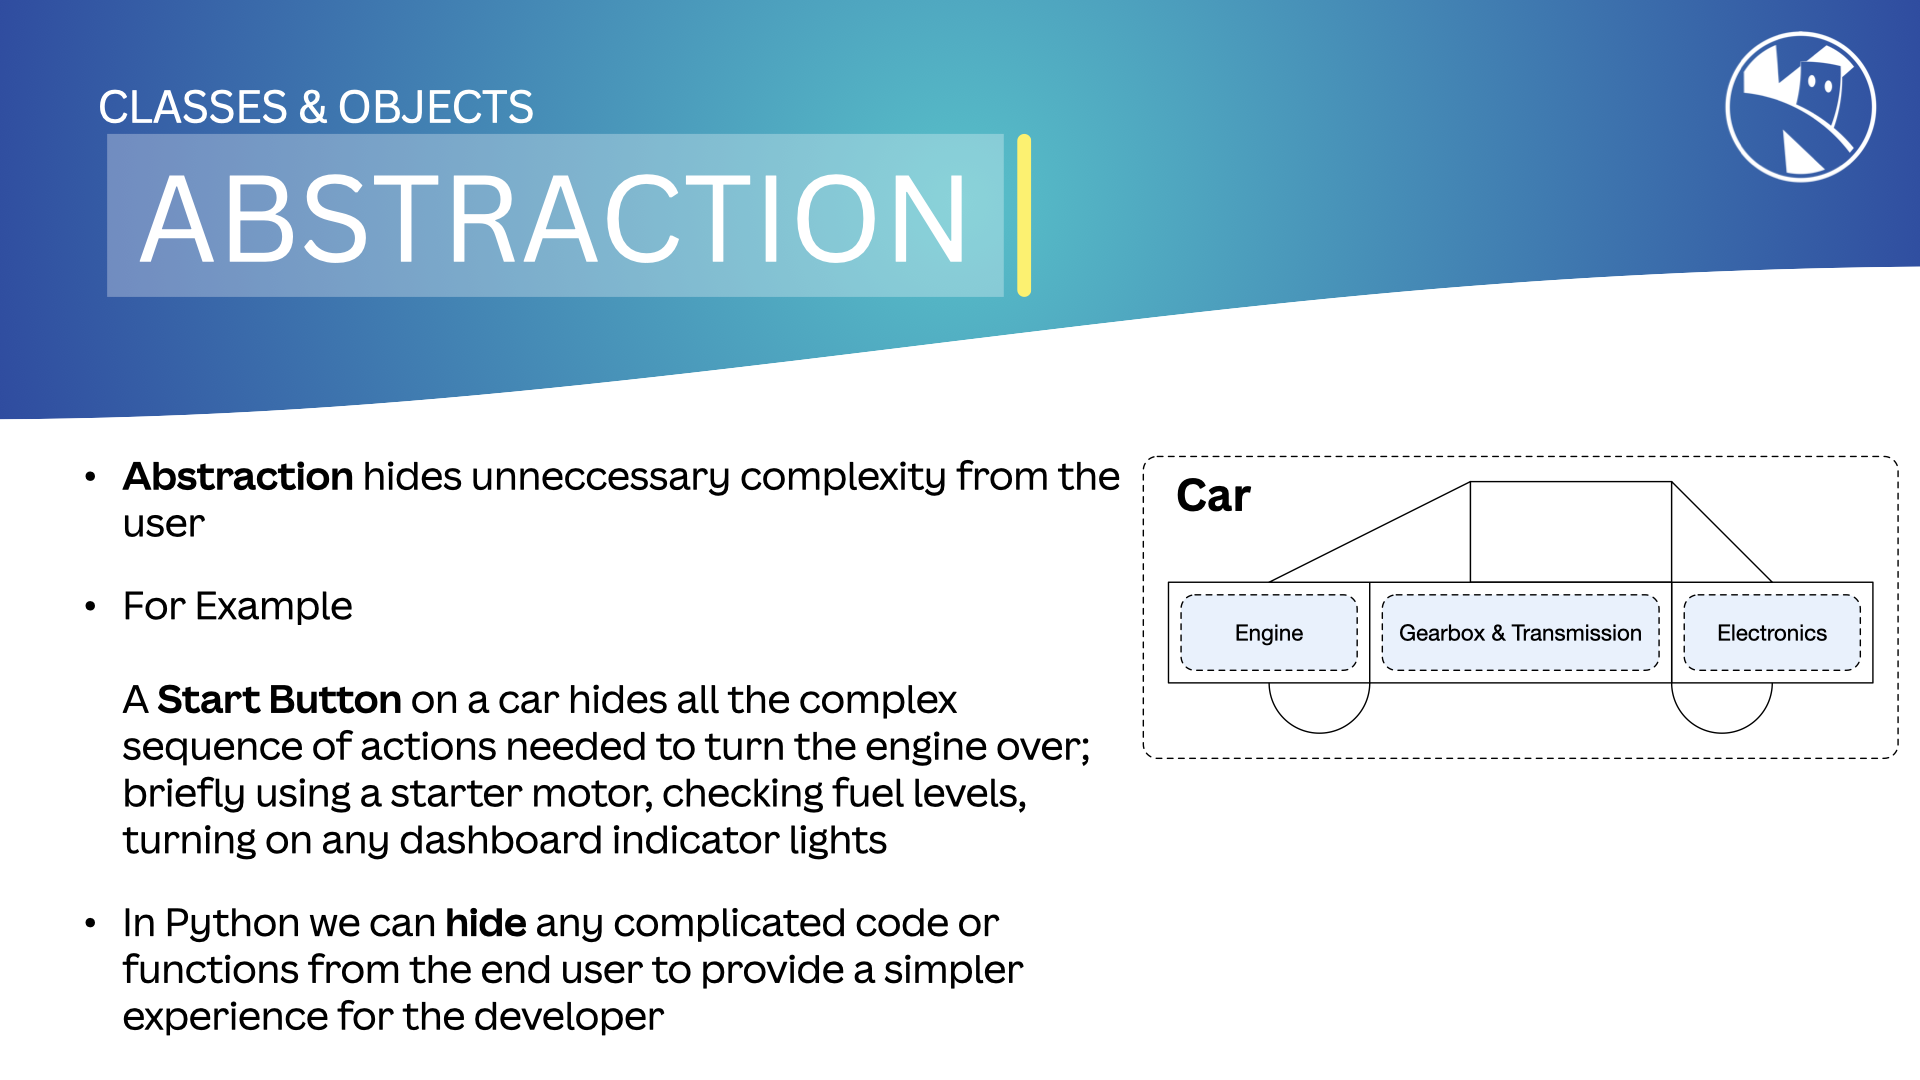 CLASSES & OBJECTS
ABSTRACTION
• Abstraction hides unneccessary complexity from the
user
• For Example
A Start Button on a car hides all the complex
sequence of actions needed to turn the engine over;
briefly using a starter motor, checking fuel levels,
turning on any dashboard indicator lights
• In Python we can hide any complicated code or
functions from the end user to provide a simpler
experience for the developer
Car
Engine
Gearbox & Transmission
Electronics